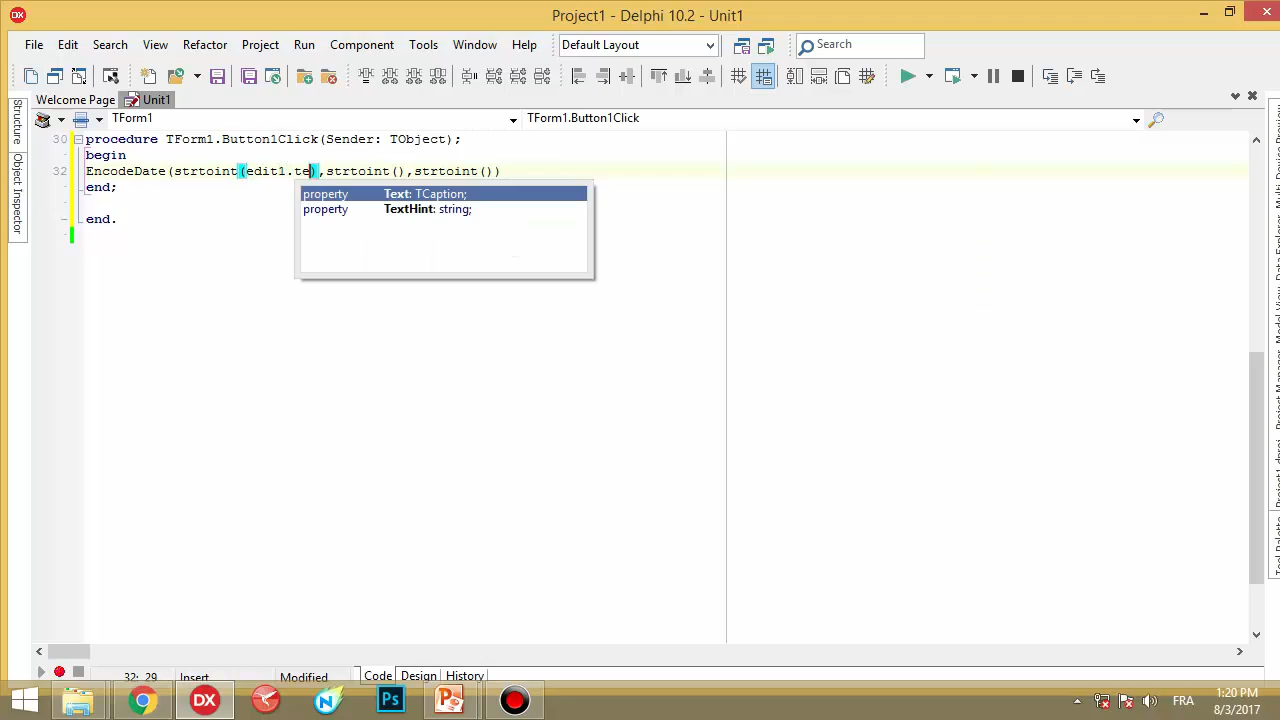 Project1 - Delphi 10.2 - Unit1
DX
File Edit Search View Refactor Project Run Component Tools Window Help Default Layout Search
Welcome Page Unit1
TForm1 TForm1.Button1Click
Structure
Object Inspector
30 procedure TForm1.Button1Click(Sender: TObject);
begin
32 EncodeDate(strtoint(edit1.te),strtoint(),strtoint())
end;
property Text: TCaption;
property TextHint: string;
end.
32: 29 Insert Modified Code Design History
DX Ps FRA
1:20 PM
8/3/2017